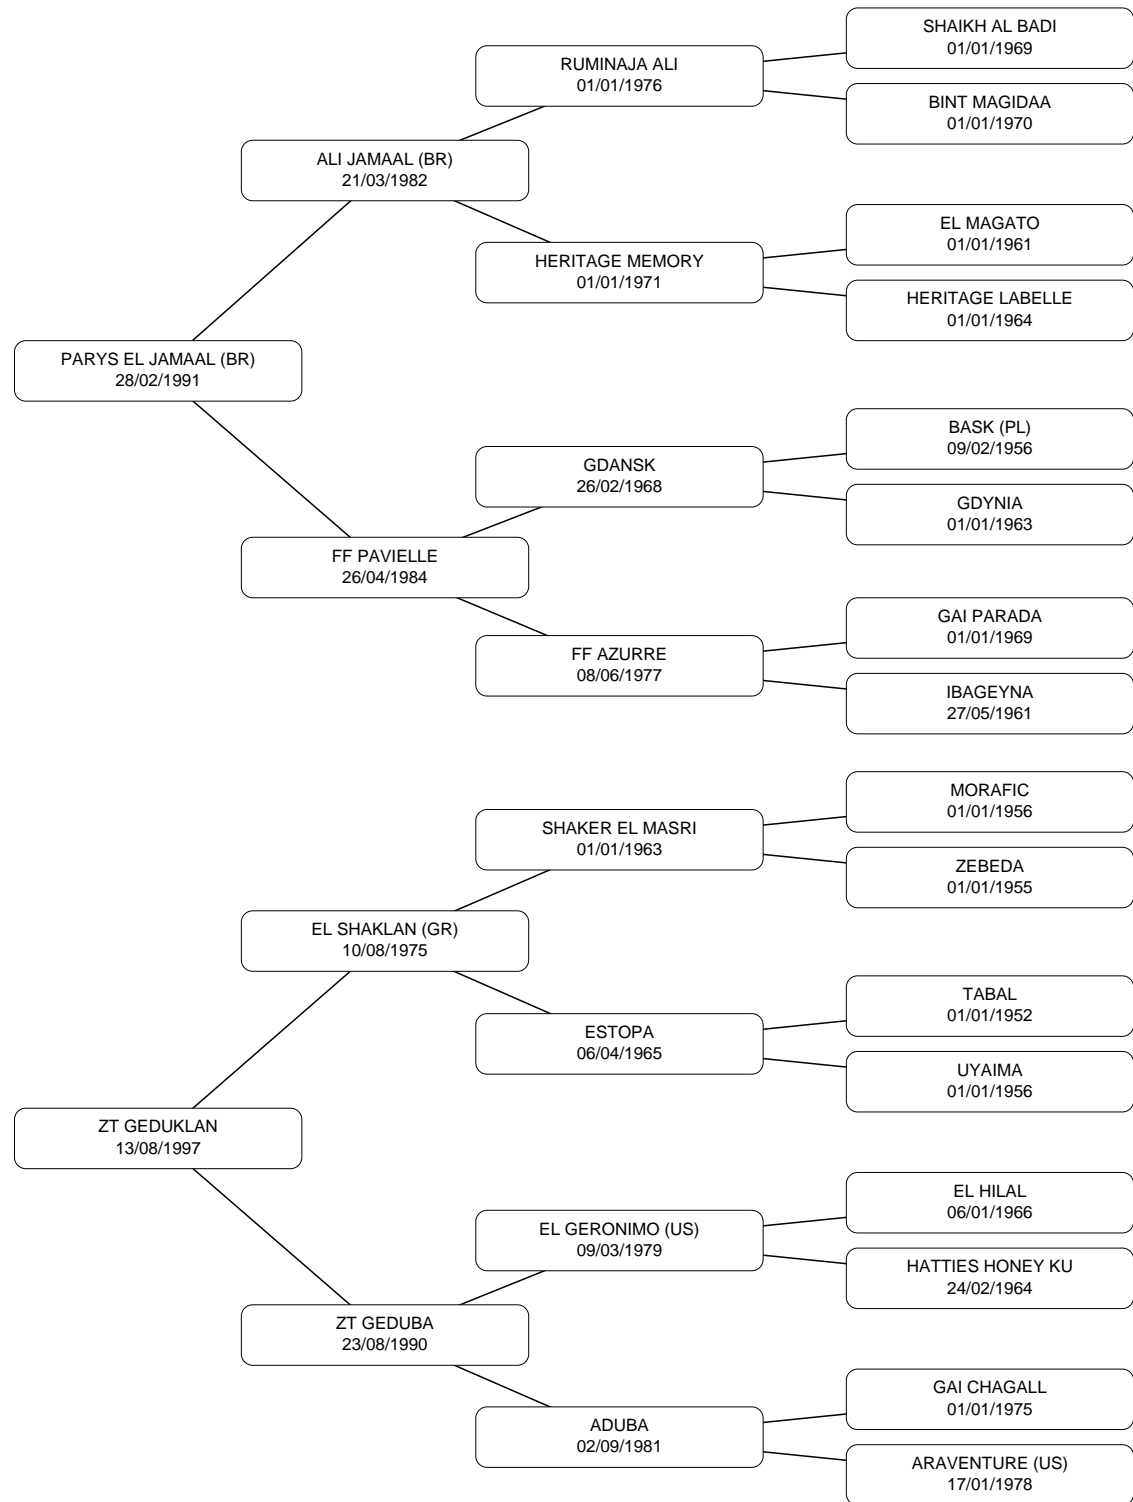 SHAIKH AL BADI
01/01/1969
RUMINAJA ALI
01/01/1976
BINT MAGIDAA
01/01/1970
ALI JAMAAL (BR)
21/03/1982
EL MAGATO
01/01/1961
HERITAGE MEMORY
01/01/1971
HERITAGE LABELLE
01/01/1964
PARYS EL JAMAAL (BR)
28/02/1991
BASK (PL)
09/02/1956
GDANSK
26/02/1968
GDYNIA
01/01/1963
FF PAVIELLE
26/04/1984
GAI PARADA
01/01/1969
FF AZURRE
08/06/1977
IBAGEYNA
27/05/1961
MORAFIC
01/01/1956
SHAKER EL MASRI
01/01/1963
ZEBEDA
01/01/1955
EL SHAKLAN (GR)
10/08/1975
TABAL
01/01/1952
ESTOPA
06/04/1965
UYAIMA
01/01/1956
ZT GEDUKLAN
13/08/1997
EL HILAL
06/01/1966
EL GERONIMO (US)
09/03/1979
HATTIES HONEY KU
24/02/1964
ZT GEDUBA
23/08/1990
GAI CHAGALL
01/01/1975
ADUBA
02/09/1981
ARAVENTURE (US)
17/01/1978